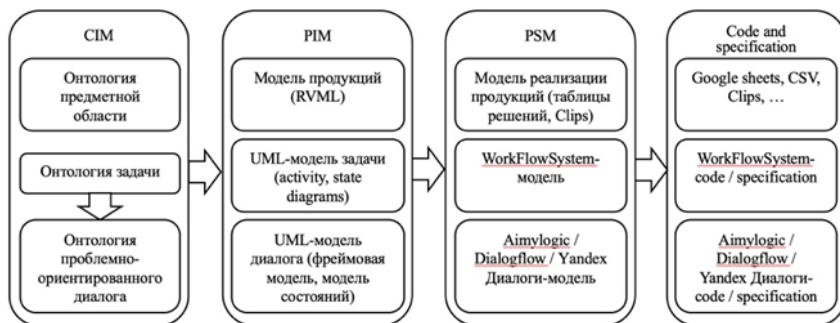 CIM
Онтология
предметной
области
Онтология задачи
Онтология
проблемно-
ориентированного
диалога
PIM
Модель продукций
(RVML)
UML-модель задачи
(activity, state
diagrams)
UML-модель
диалога (фреймовая
модель, модель
состояний)
PSM
Модель реализации
продукций (таблицы
решений, Clips)
WorkFlowSystem-
модель
Aimylogic /
Dialogflow / Yandex
Диалоги-модель
Code and
specification
Google sheets, CSV,
Clips, …
WorkFlowSystem-
code / specification
Aimylogic /
Dialogflow /
Yandex Диалоги-
code / specification